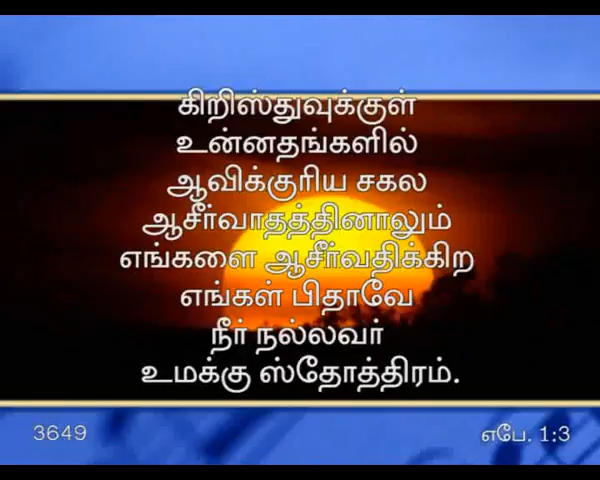 கிறிஸ்துவுக்குள்
உன்னதங்களில்
ஆவிக்குரிய சகல
ஆசீர்வாதத்தினாலும்
எங்களை ஆசீர்வதிக்கிற
எங்கள் பிதாவே
நீர் நல்லவர்
உமக்கு ஸ்தோத்திரம்.
3649
எபே. 1:3